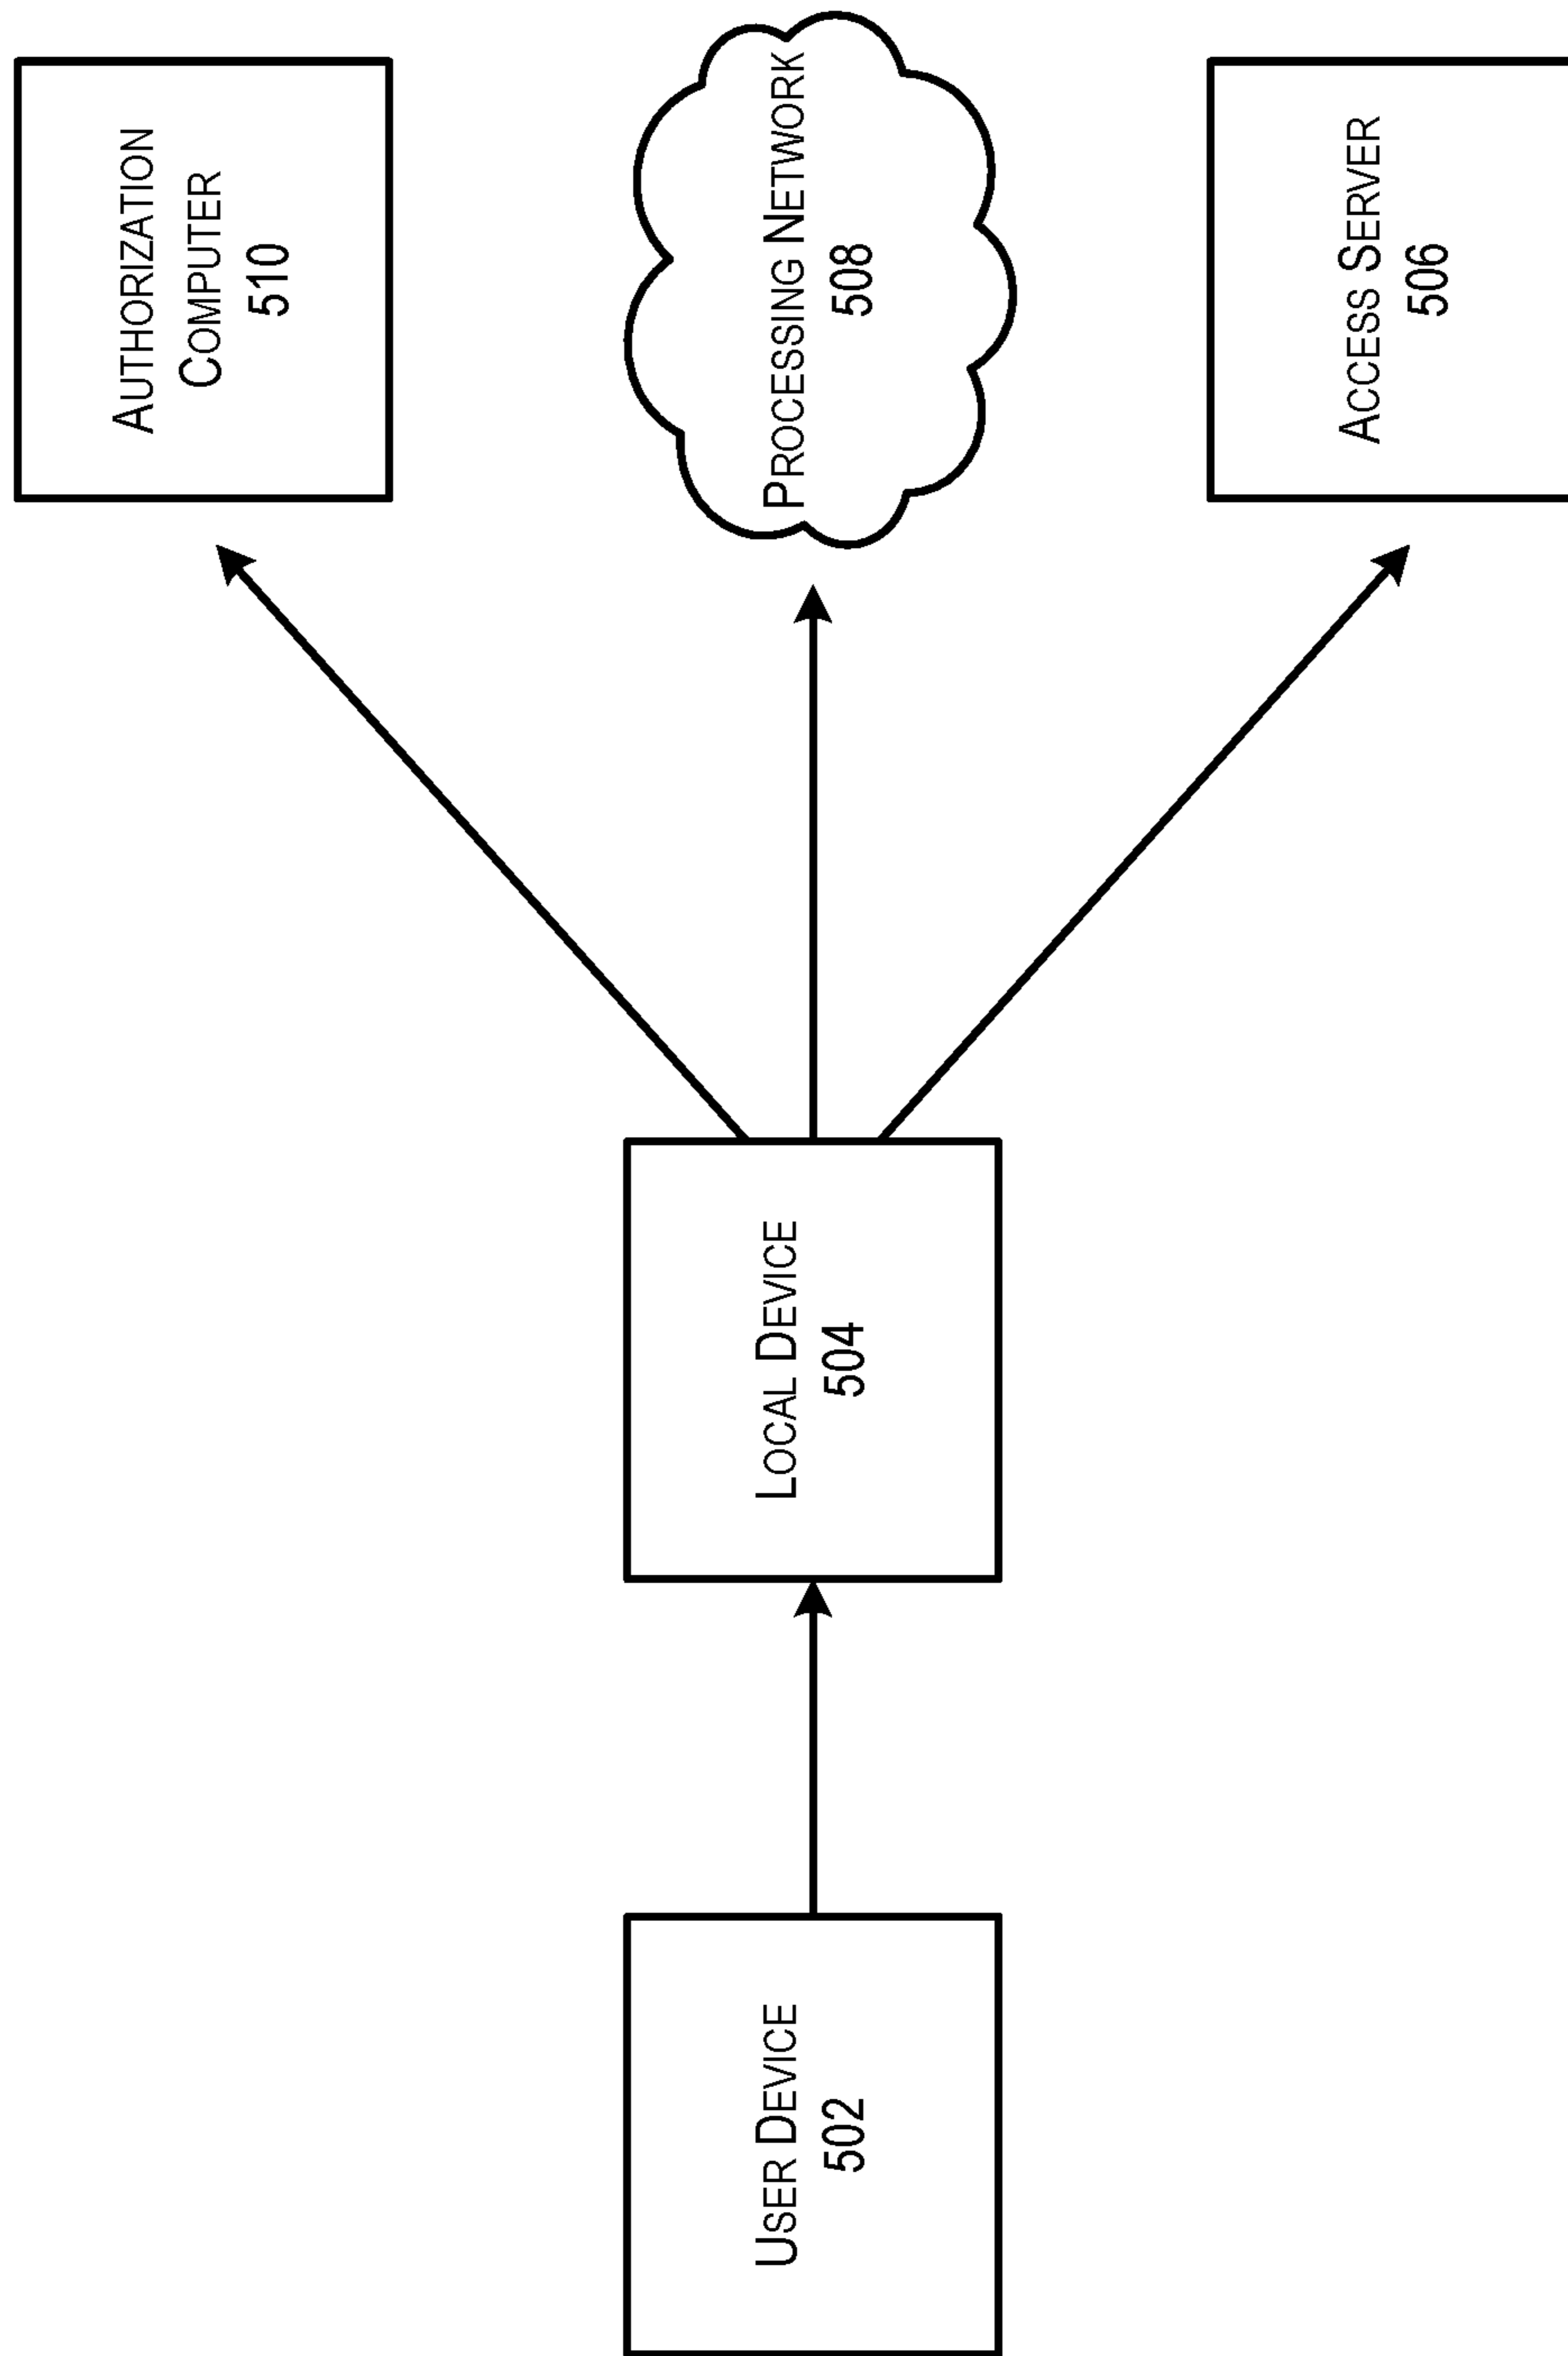 AUTHORIZATION
COMPUTER
510
PROCESSING NETWORK
508
ACCESS SERVER
506
LOCAL DEVICE
504
USER DEVICE
502